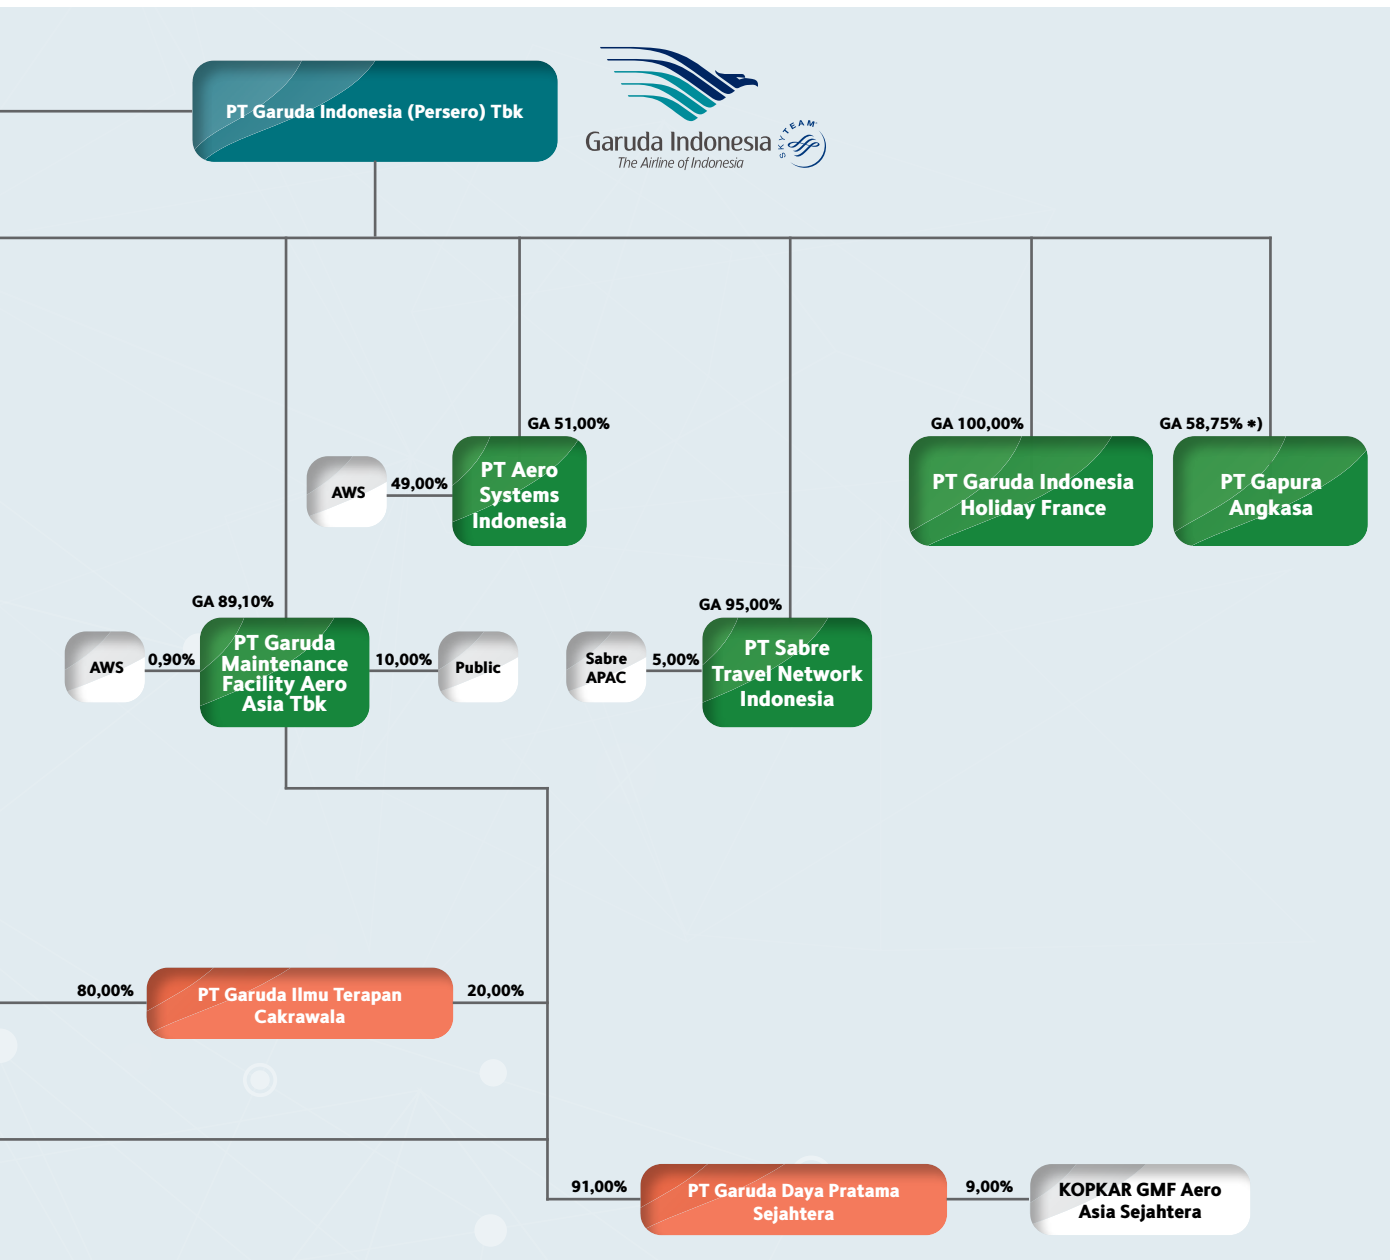 PT Garuda Indonesia (Persero) Tbk
Garuda Indonesia
The Airline of Indonesia
SKYTEAM
GA 51,00%
GA 100,00%
GA 58,75% *)
AWS
49,00%
PT Aero
Systems
Indonesia
PT Garuda Indonesia
Holiday France
PT Gapura
Angkasa
GA 89,10%
GA 95,00%
AWS
0,90%
PT Garuda
Maintenance
Facility Aero
Asia Tbk
10,00%
Public
Sabre
APAC
5,00%
PT Sabre
Travel Network
Indonesia
80,00%
PT Garuda Ilmu Terapan
Cakrawala
20,00%
91,00%
PT Garuda Daya Pratama
Sejahtera
9,00%
KOPKAR GMF Aero
Asia Sejahtera